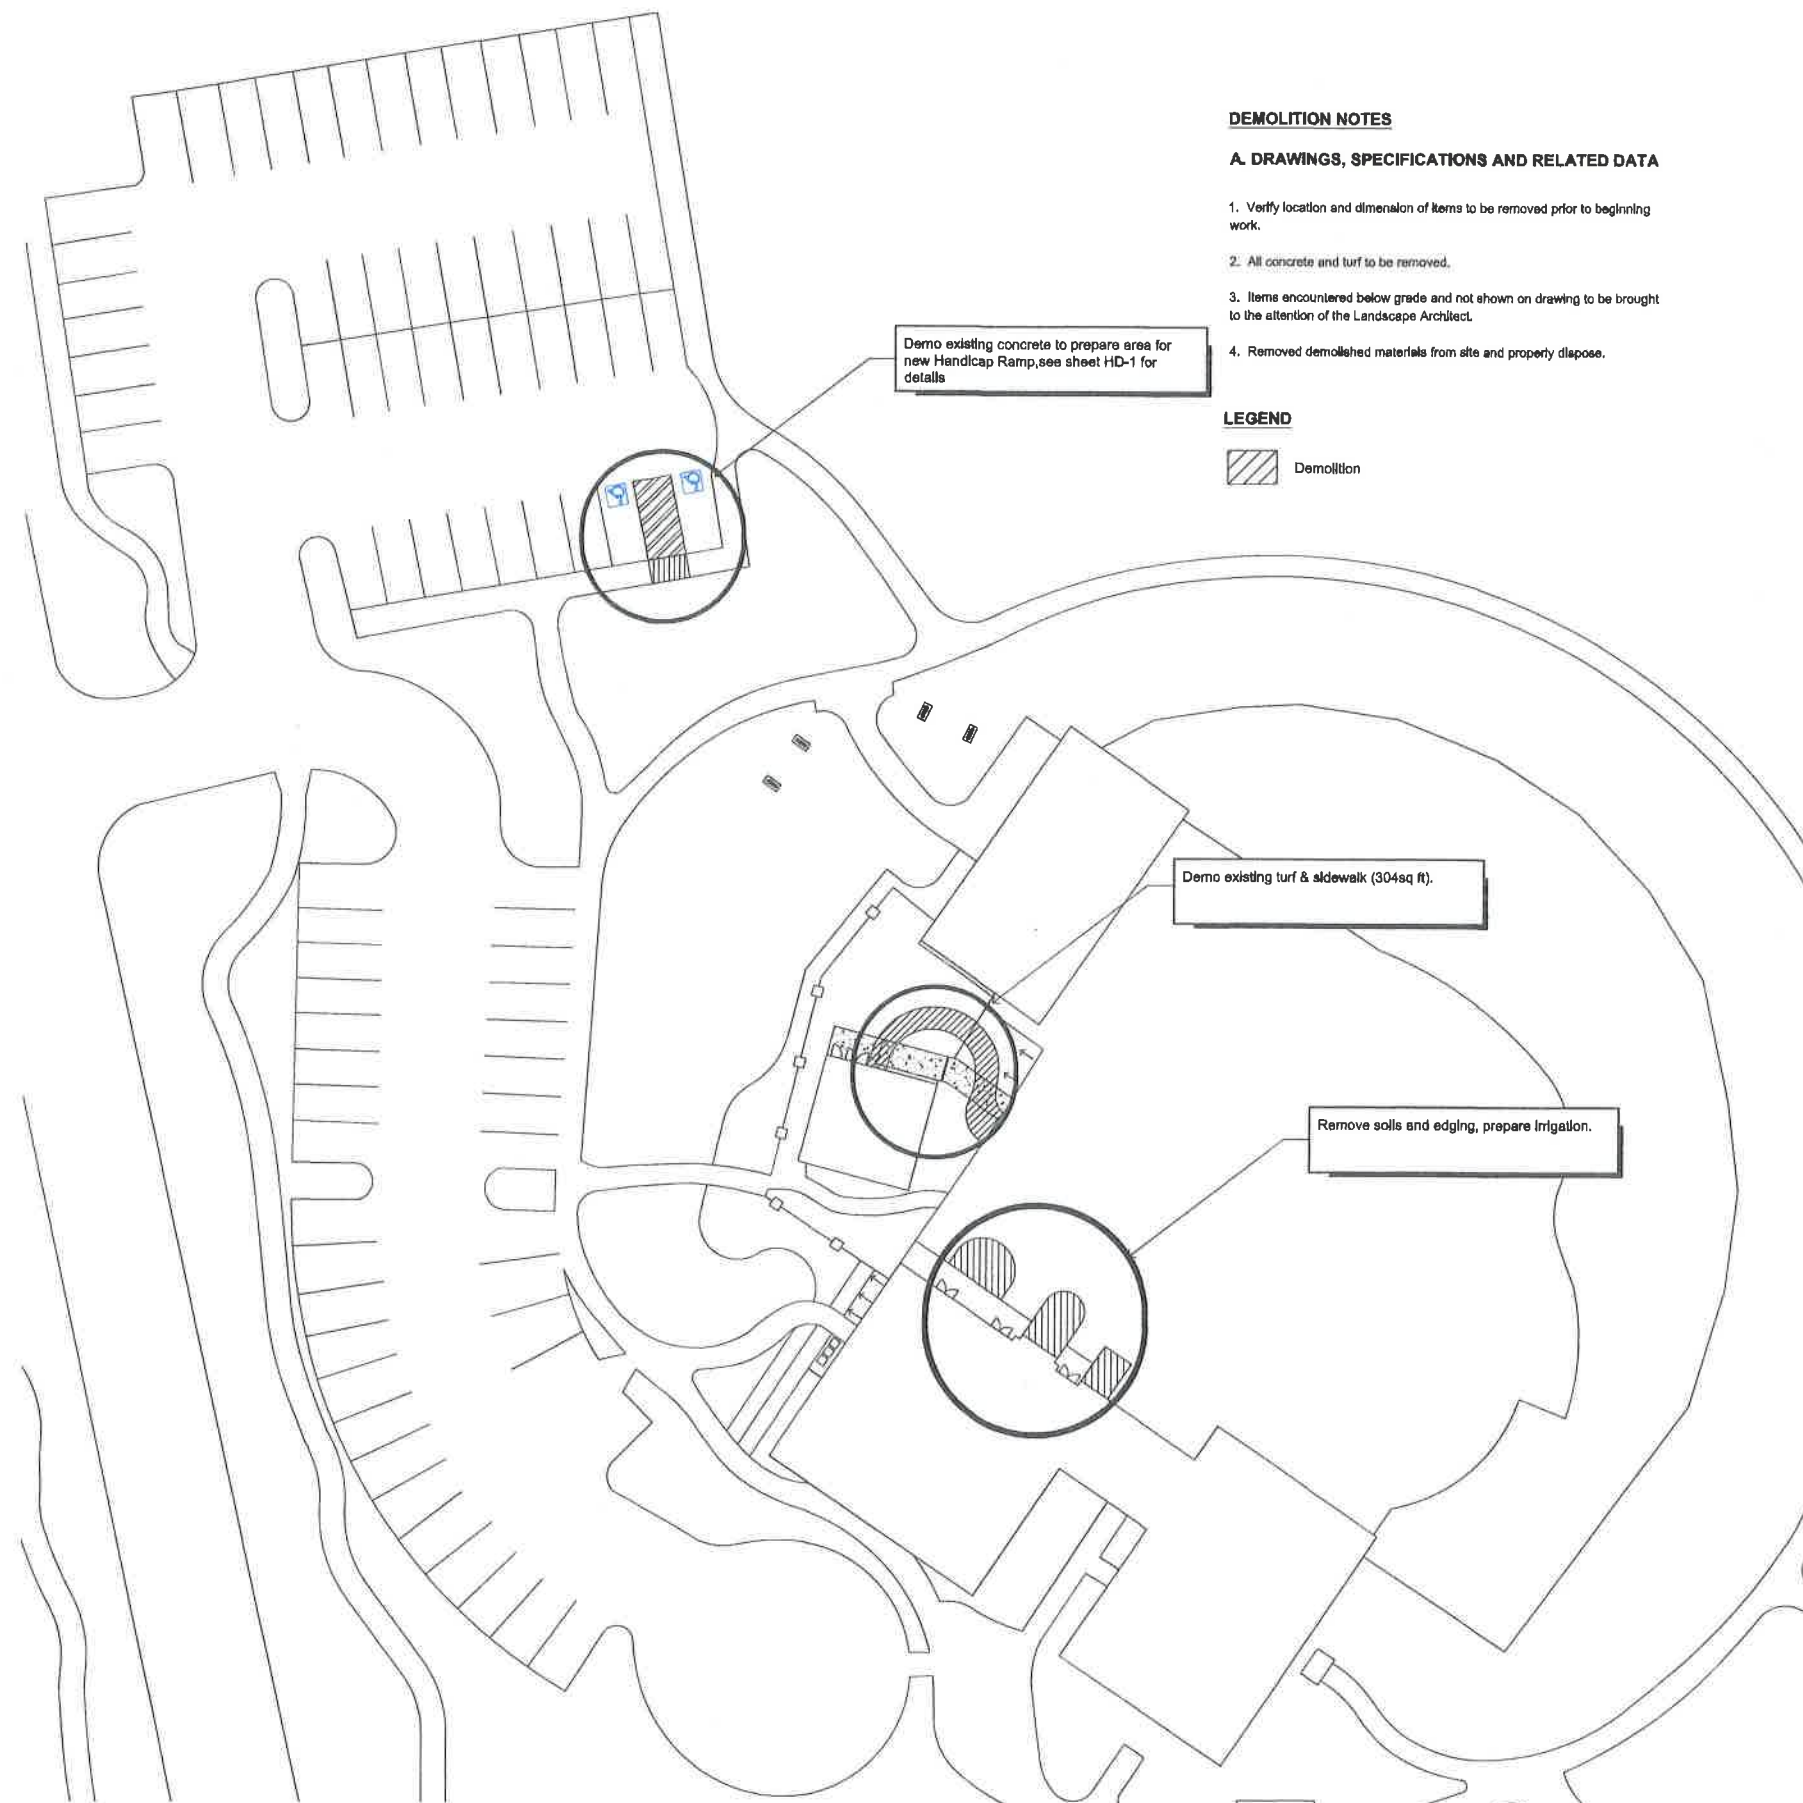 DEMOLITION NOTES
A. DRAWINGS, SPECIFICATIONS AND RELATED DATA
1. Verify location and dimension of items to be removed prior to beginning
work.
2. All concrete and turf to be removed.
3. Items encountered below grade and not shown on drawing to be brought
to the attention of the Landscape Architect.
4. Removed demolished materials from site and properly dispose.
Demo existing concrete to prepare area for
new Handicap Ramp,see sheet HD-1 for
details
LEGEND
Demolition
Demo existing turf & sidewalk (304sq ft).
Remove soils and edging, prepare irrigation.